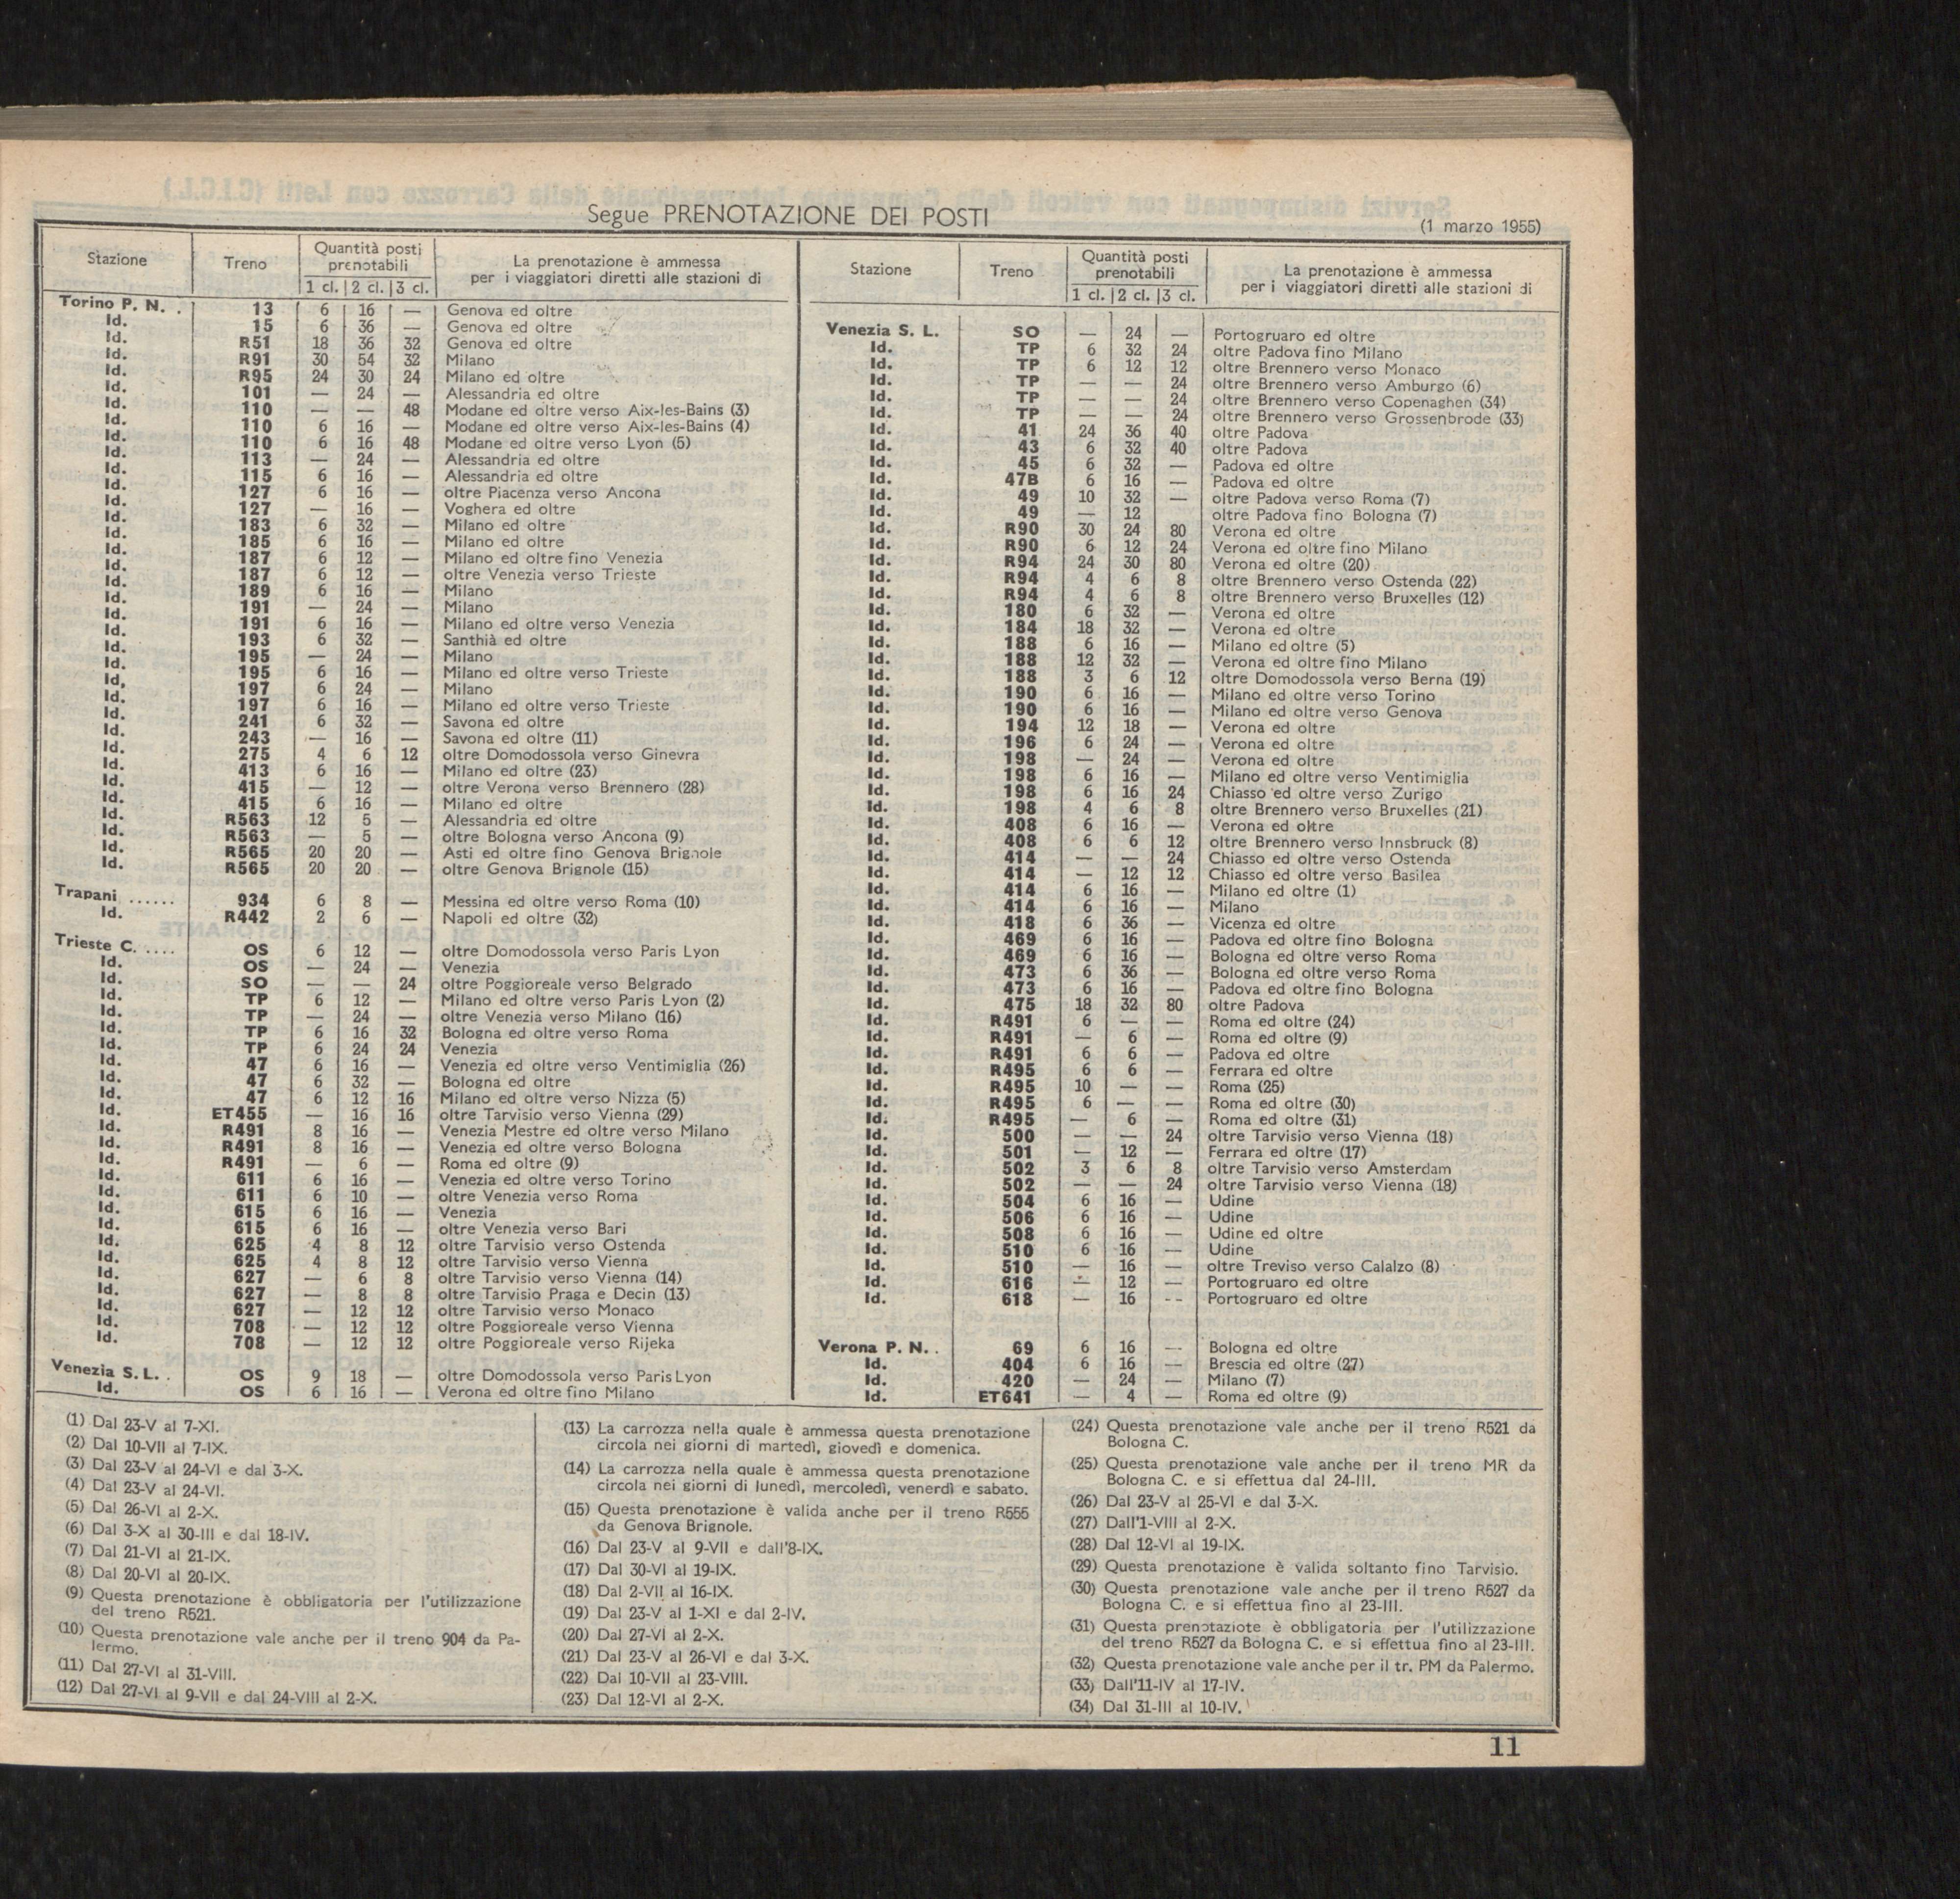 Segue PRENOTAZIONE DEI POSTI
(1 marzo 1955)
Stazione Treno Quantità posti prenotabili 1 cl. 2 cl. 3 cl. La prenotazione è ammessa per i viaggiatori diretti alle stazioni di
Torino P. N. . 13 6 16 — Genova ed oltre
Id. 15 6 36 — Genova ed oltre
Id. R51 18 36 32 Genova ed oltre
Id. R91 30 54 32 Milano
Id. R95 24 30 24 Milano ed oltre
Id. 101 — 24 — Alessandria ed oltre
Id. 110 — — 48 Modane ed oltre verso Aix-les-Bains (3)
Id. 110 6 16 — Modane ed oltre verso Aix-les-Bains (4)
Id. 110 6 16 48 Modane ed oltre verso Lyon (5)
Id. 113 — 24 — Alessandria ed oltre
Id. 115 6 16 — Alessandria ed oltre
Id. 127 6 16 — oltre Piacenza verso Ancona
Id. 127 — 16 — Voghera ed oltre
Id. 183 6 32 — Milano ed oltre
Id. 185 6 16 — Milano ed oltre
Id. 187 6 12 — Milano ed oltre fino Venezia
Id. 187 6 12 — oltre Venezia verso Trieste
Id. 189 6 16 — Milano
Id. 191 — 24 — Milano
Id. 191 6 16 — Milano ed oltre verso Venezia
Id. 193 6 32 — Santhià ed oltre
Id. 195 — 24 — Milano
Id. 195 6 16 — Milano ed oltre verso Trieste
Id, 197 6 24 — Milano
Id. 197 6 16 — Milano ed oltre verso Trieste
Id. 241 6 32 — Savona ed oltre
Id. 243 — 16 — Savona ed oltre (11)
Id. 275 4 6 12 oltre Domodossola verso Ginevra
Id. 413 6 16 — Milano ed oltre (23)
Id. 415 — 12 — oltre Verona verso Brennero (28)
Id. 415 6 16 — Milano ed oltre
Id. R563 12 5 — Alessandria ed oltre
Id. R563 — 5 — oltre Bologna verso Ancona (9)
Id. R565 20 20 — Asti ed oltre fino Genova Brignole
Id. R565 20 20 — oltre Genova Brignole (15)
Trapani ...... 934 6 8 — Messina ed oltre verso Roma (10)
Id. R442 2 6 — Napoli ed oltre (32)
Trieste C. .... OS 6 12 — oltre Domodossola verso Paris Lyon
Id. OS — 24 — Venezia
Id. SO — — 24 oltre Poggioreale verso Belgrado
Id. TP 6 12 — Milano ed oltre verso Paris Lyon (2)
Id. TP — 24 — oltre Venezia verso Milano (16)
Id. TP 6 16 32 Bologna ed oltre verso Roma
Id. TP 6 24 24 Venezia
Id. 47 6 16 — Venezia ed oltre verso Ventimiglia (26)
Id. 47 6 32 — Bologna ed oltre
Id. 47 6 12 16 Milano ed oltre verso Nizza (5)
Id. ET455 — 16 16 oltre Tarvisio verso Vienna (29)
Id. R491 8 16 — Venezia Mestre ed oltre verso Milano
Id. R491 8 16 — Venezia ed oltre verso Bologna
Id. R491 — 6 — Roma ed oltre (9)
Id. 611 6 16 — Venezia ed oltre verso Torino
Id. 611 6 10 — oltre Venezia verso Roma
Id. 615 6 16 — Venezia
Id. 615 6 16 — oltre Venezia verso Bari
Id. 625 4 8 12 oltre Tarvisio verso Ostenda
Id. 625 4 8 12 oltre Tarvisio verso Vienna
Id. 627 — 6 8 oltre Tarvisio verso Vienna (14)
Id. 627 — 8 8 oltre Tarvisio Praga e Decin (13)
Id. 627 — 12 12 oltre Tarvisio verso Monaco
Id. 708 — 12 12 oltre Poggioreale verso Vienna
Id. 708 — 12 12 oltre Poggioreale verso Rijeka
Venezia S. L. . OS 9 18 — oltre Domodossola verso Paris Lyon
Id. OS 6 16 — Verona ed oltre fino Milano
Stazione Treno Quantità posti prenotabili 1 cl. 2 cl. 3 cl. La prenotazione è ammessa per i viaggiatori diretti alle stazioni di
Venezia S. L. SO — 24 — Portogruaro ed oltre
Id. TP 6 32 24 oltre Padova fino Milano
Id. TP 6 12 12 oltre Brennero verso Monaco
Id. TP — — 24 oltre Brennero verso Amburgo (6)
Id. TP — — 24 oltre Brennero verso Copenaghen (34)
Id. TP — — 24 oltre Brennero verso Grossenbrode (33)
Id. 41 24 36 40 oltre Padova
Id. 43 6 32 40 oltre Padova
Id. 45 6 32 — Padova ed oltre
Id. 47B 6 16 — Padova ed oltre
Id. 49 10 32 — oltre Padova verso Roma (7)
Id. 49 — 12 oltre Padova fino Bologna (7)
Id. R90 30 24 80 Verona ed oltre
Id. R90 6 12 24 Verona ed oltre fino Milano
Id. R94 24 30 80 Verona ed oltre (20)
Id. R94 4 6 8 oltre Brennero verso Ostenda (22)
Id. R94 4 6 8 oltre Brennero verso Bruxelles (12)
Id. 180 6 32 — Verona ed oltre
Id. 184 18 32 — Verona ed oltre
Id. 188 6 16 — Milano ed oltre (5)
Id. 188 12 32 — Verona ed oltre fino Milano
Id. 188 3 6 12 oltre Domodossola verso Berna (19)
Id. 190 6 16 — Milano ed oltre verso Torino
Id. 190 6 16 — Milano ed oltre verso Genova
Id. 194 12 18 — Verona ed oltre
Id. 196 6 24 — Verona ed oltre
Id. 198 — 24 — Verona ed oltre
Id. 198 6 16 — Milano ed oltre verso Ventimiglia
Id. 198 6 16 24 Chiasso ed oltre verso Zurigo
Id. 198 4 6 8 oltre Brennero verso Bruxelles (21)
Id. 408 6 16 — Verona ed oltre
Id. 408 6 6 12 oltre Brennero verso Innsbruck (8)
Id. 414 — — 24 Chiasso ed oltre verso Ostenda
Id. 414 — 12 12 Chiasso ed oltre verso Basilea
Id. 414 6 16 — Milano ed oltre (1)
Id. 414 6 16 — Milano
Id. 418 6 36 — Vicenza ed oltre
Id. 469 6 16 — Padova ed oltre fino Bologna
Id. 469 6 16 — Bologna ed oltre verso Roma
Id. 473 6 36 — Bologna ed oltre verso Roma
Id. 473 6 16 — Padova ed oltre fino Bologna
Id. 475 18 32 80 oltre Padova
Id. R491 6 — — Roma ed oltre (24)
Id. R491 — 6 — Roma ed oltre (9)
Id. R491 6 6 — Padova ed oltre
Id. R495 6 6 — Ferrara ed oltre
Id. R495 10 — — Roma (25)
Id. R495 6 — — Roma ed oltre (30)
Id. R495 — 6 — Roma ed oltre (31)
Id. 500 — — 24 oltre Tarvisio verso Vienna (18)
Id. 501 — 12 — Ferrara ed oltre (17)
Id. 502 3 6 8 oltre Tarvisio verso Amsterdam
Id. 502 — — 24 oltre Tarvisio verso Vienna (18)
Id. 504 6 16 — Udine
Id. 506 6 16 — Udine
Id. 508 6 16 — Udine ed oltre
Id. 510 6 16 — Udine
Id. 510 — 16 — oltre Treviso verso Calalzo (8)
Id. 616 — 12 — Portogruaro ed oltre
Id. 618 — 16 -- Portogruaro ed oltre
Verona P. N. . 69 6 16 — Bologna ed oltre
Id. 404 6 16 — Brescia ed oltre (27)
Id. 420 — 24 — Milano (7)
Id. ET641 — 4 — Roma ed oltre (9)
(1) Dal 23-V al 7-XI.
(2) Dal 10-VII al 7-IX.
(3) Dal 23-V al 24-VI e dal 3-X.
(4) Dal 23-V al 24-VI.
(5) Dal 26-VI al 2-X.
(6) Dal 3-X al 30-III e dal 18-IV.
(7) Dal 21-VI al 21-IX.
(8) Dal 20-VI al 20-IX.
(9) Questa prenotazione è obbligatoria per l'utilizzazione
del treno R521.
(10) Questa prenotazione vale anche per il treno 904 da Pa-
lermo.
(11) Dal 27-VI al 31-VIII.
(12) Dal 27-VI al 9-VII e dal 24-VIII al 2-X.
(13) La carrozza nella quale è ammessa questa prenotazione
circola nei giorni di martedì, giovedì e domenica.
(14) La carrozza nella quale è ammessa questa prenotazione
circola nei giorni di lunedì, mercoledì, venerdì e sabato.
(15) Questa prenotazione è valida anche per il treno R555
da Genova Brignole.
(16) Dal 23-V al 9-VII e dall'8-IX.
(17) Dal 30-VI al 19-IX.
(18) Dal 2-VII al 16-IX.
(19) Dal 23-V al 1-XI e dal 2-IV.
(20) Dal 27-VI al 2-X.
(21) Dal 23-V al 26-VI e dal 3-X.
(22) Dal 10-VII al 23-VIII.
(23) Dal 12-VI al 2-X.
(24) Questa prenotazione vale anche per il treno R521 da
Bologna C.
(25) Questa prenotazione vale anche per il treno MR da
Bologna C. e si effettua dal 24-III.
(26) Dal 23-V al 25-VI e dal 3-X.
(27) Dall'1-VIII al 2-X.
(28) Dal 12-VI al 19-IX.
(29) Questa prenotazione è valida soltanto fino Tarvisio.
(30) Questa prenotazione vale anche per il treno R527 da
Bologna C. e si effettua fino al 23-III.
(31) Questa prenotaziote è obbligatoria per l'utilizzazione
del treno R527 da Bologna C. e si effettua fino al 23-III.
(32) Questa prenotazione vale anche per il tr. PM da Palermo.
(33) Dall'11-IV al 17-IV.
(34) Dal 31-III al 10-IV.
11